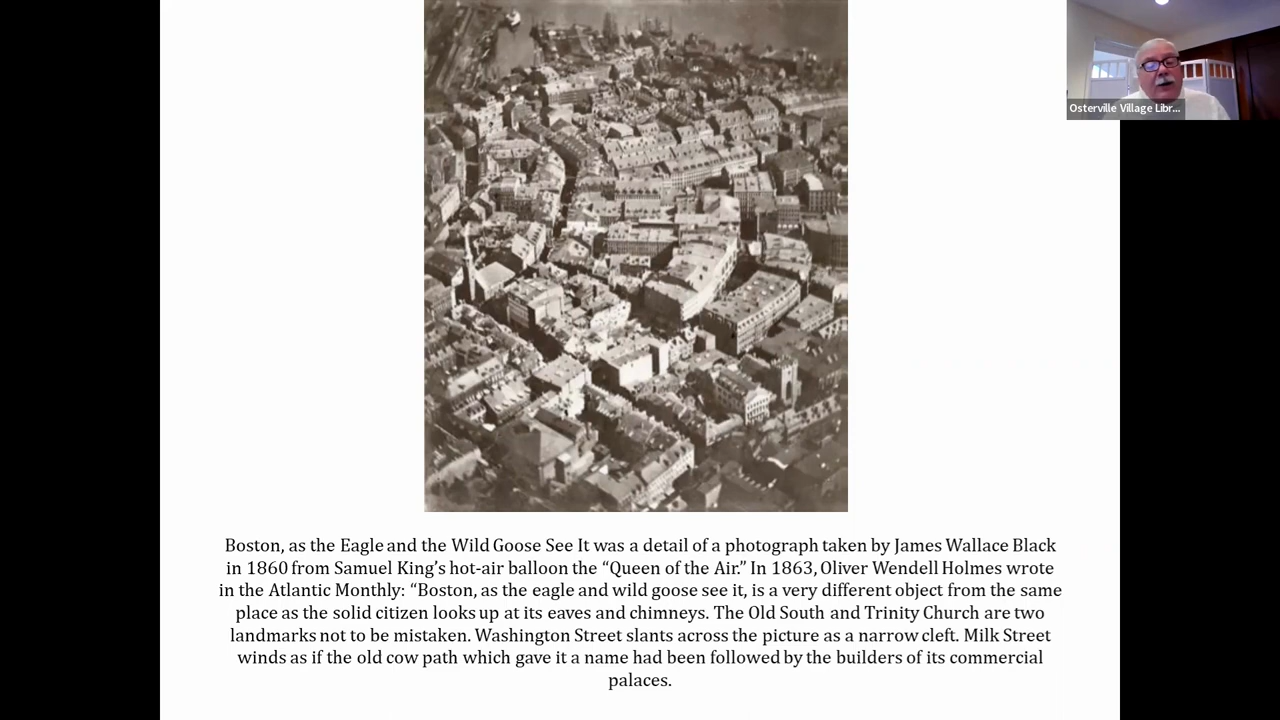 Osterville Village Libr...
Boston, as the Eagle and the Wild Goose See It was a detail of a photograph taken by James Wallace Black
in 1860 from Samuel King's hot-air balloon the “Queen of the Air.” In 1863, Oliver Wendell Holmes wrote
in the Atlantic Monthly: “Boston, as the eagle and wild goose see it, is a very different object from the same
place as the solid citizen looks up at its eaves and chimneys. The Old South and Trinity Church are two
landmarks not to be mistaken. Washington Street slants across the picture as a narrow cleft. Milk Street
winds as if the old cow path which gave it a name had been followed by the builders of its commercial
palaces.